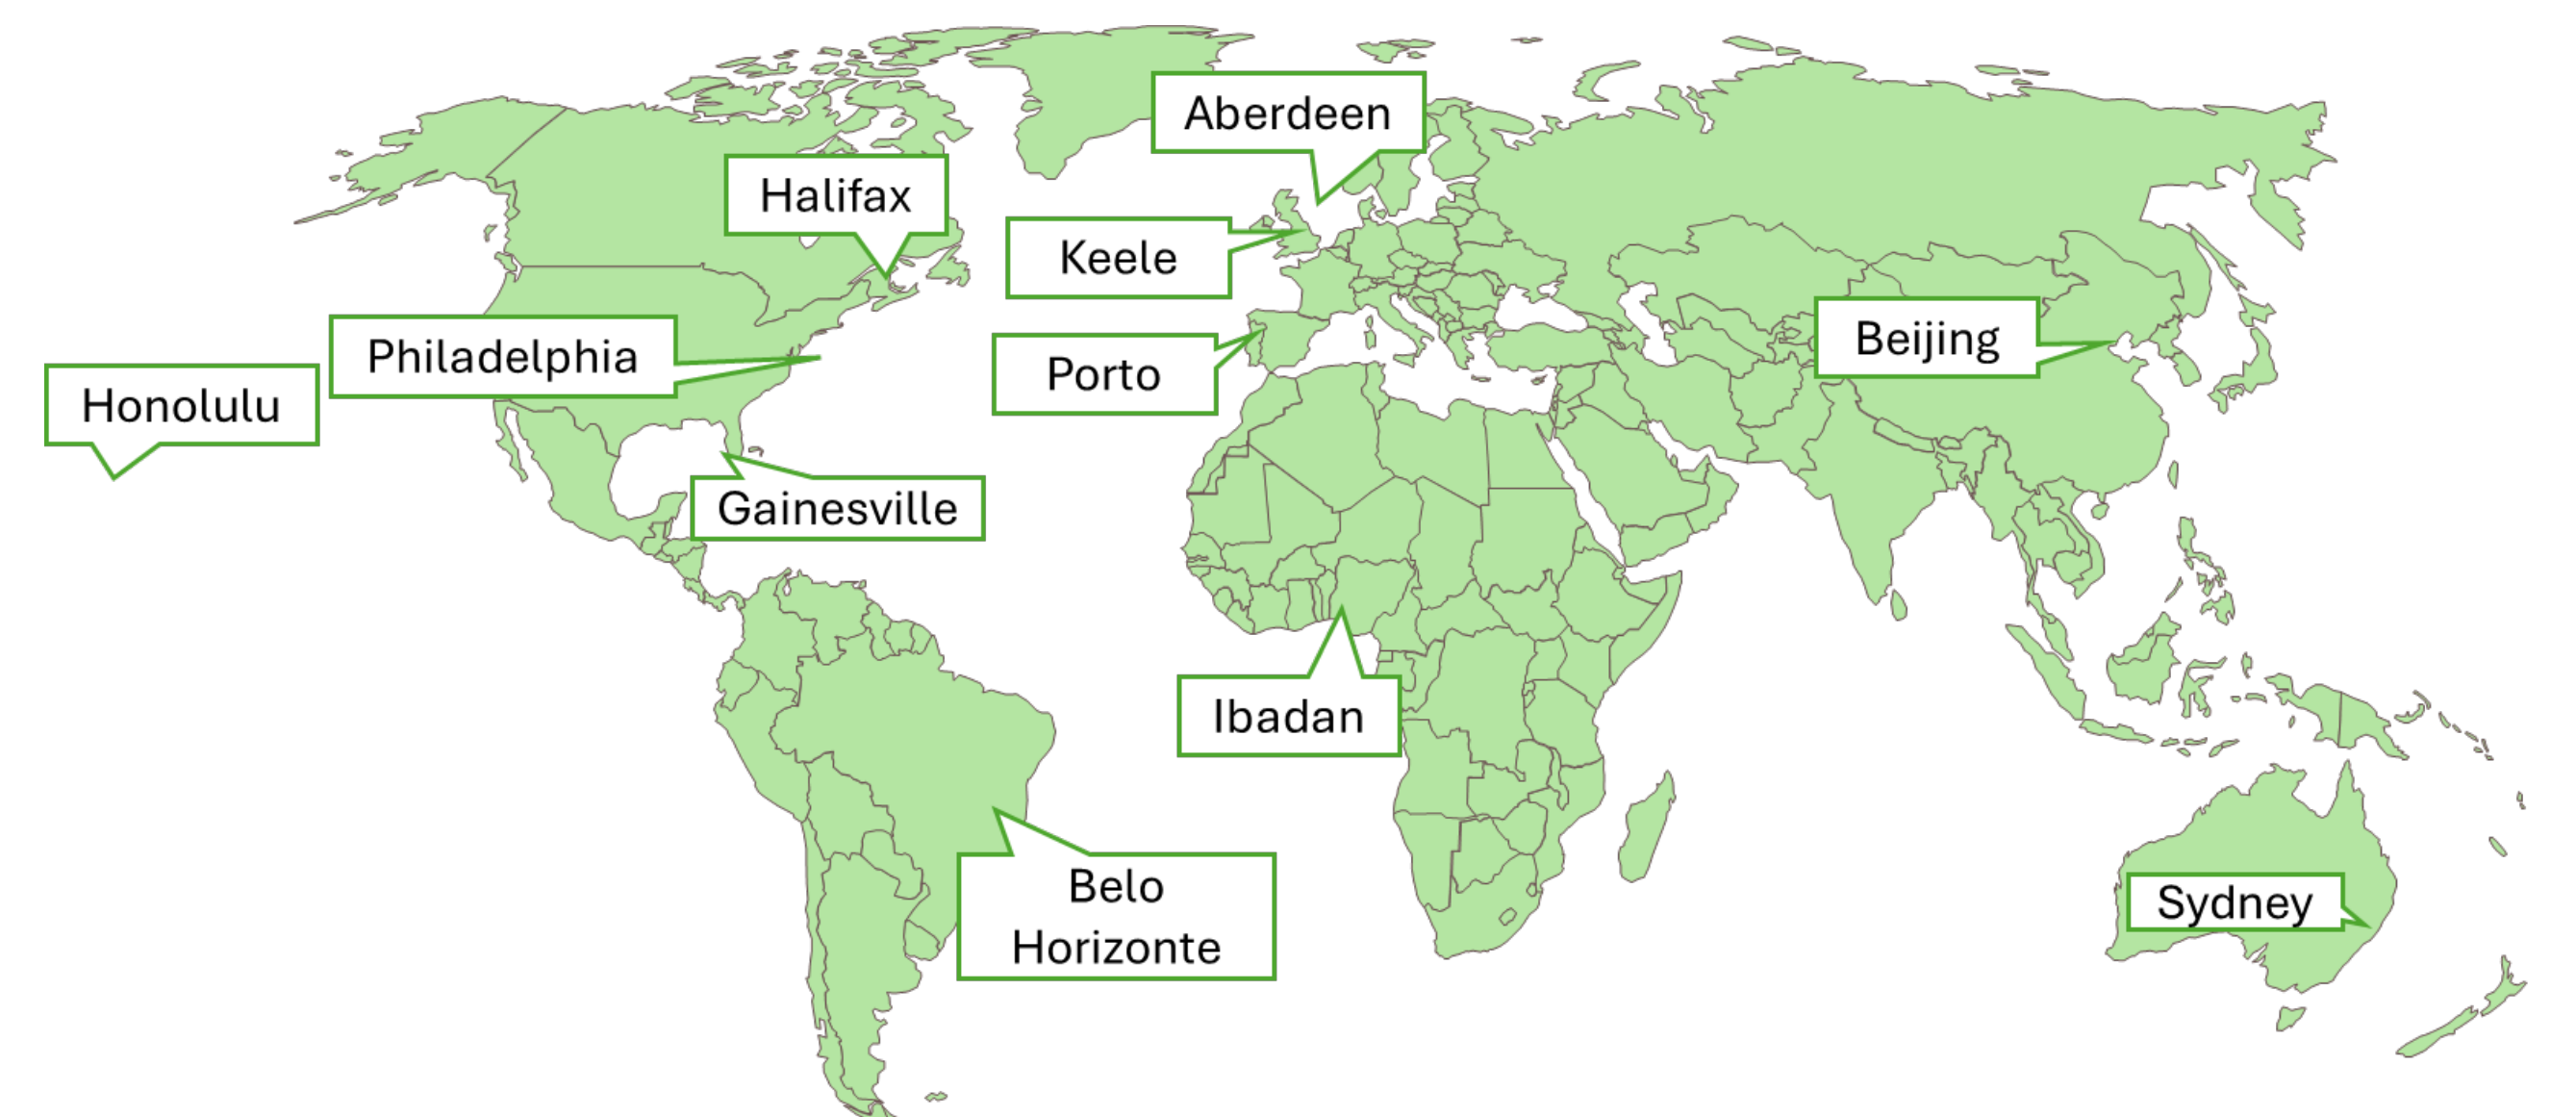 Aberdeen
Halifax
Keele
Philadelphia
Beijing
Porto
Honolulu
Gainesville
Ibadan
Belo
Horizonte
Sydney